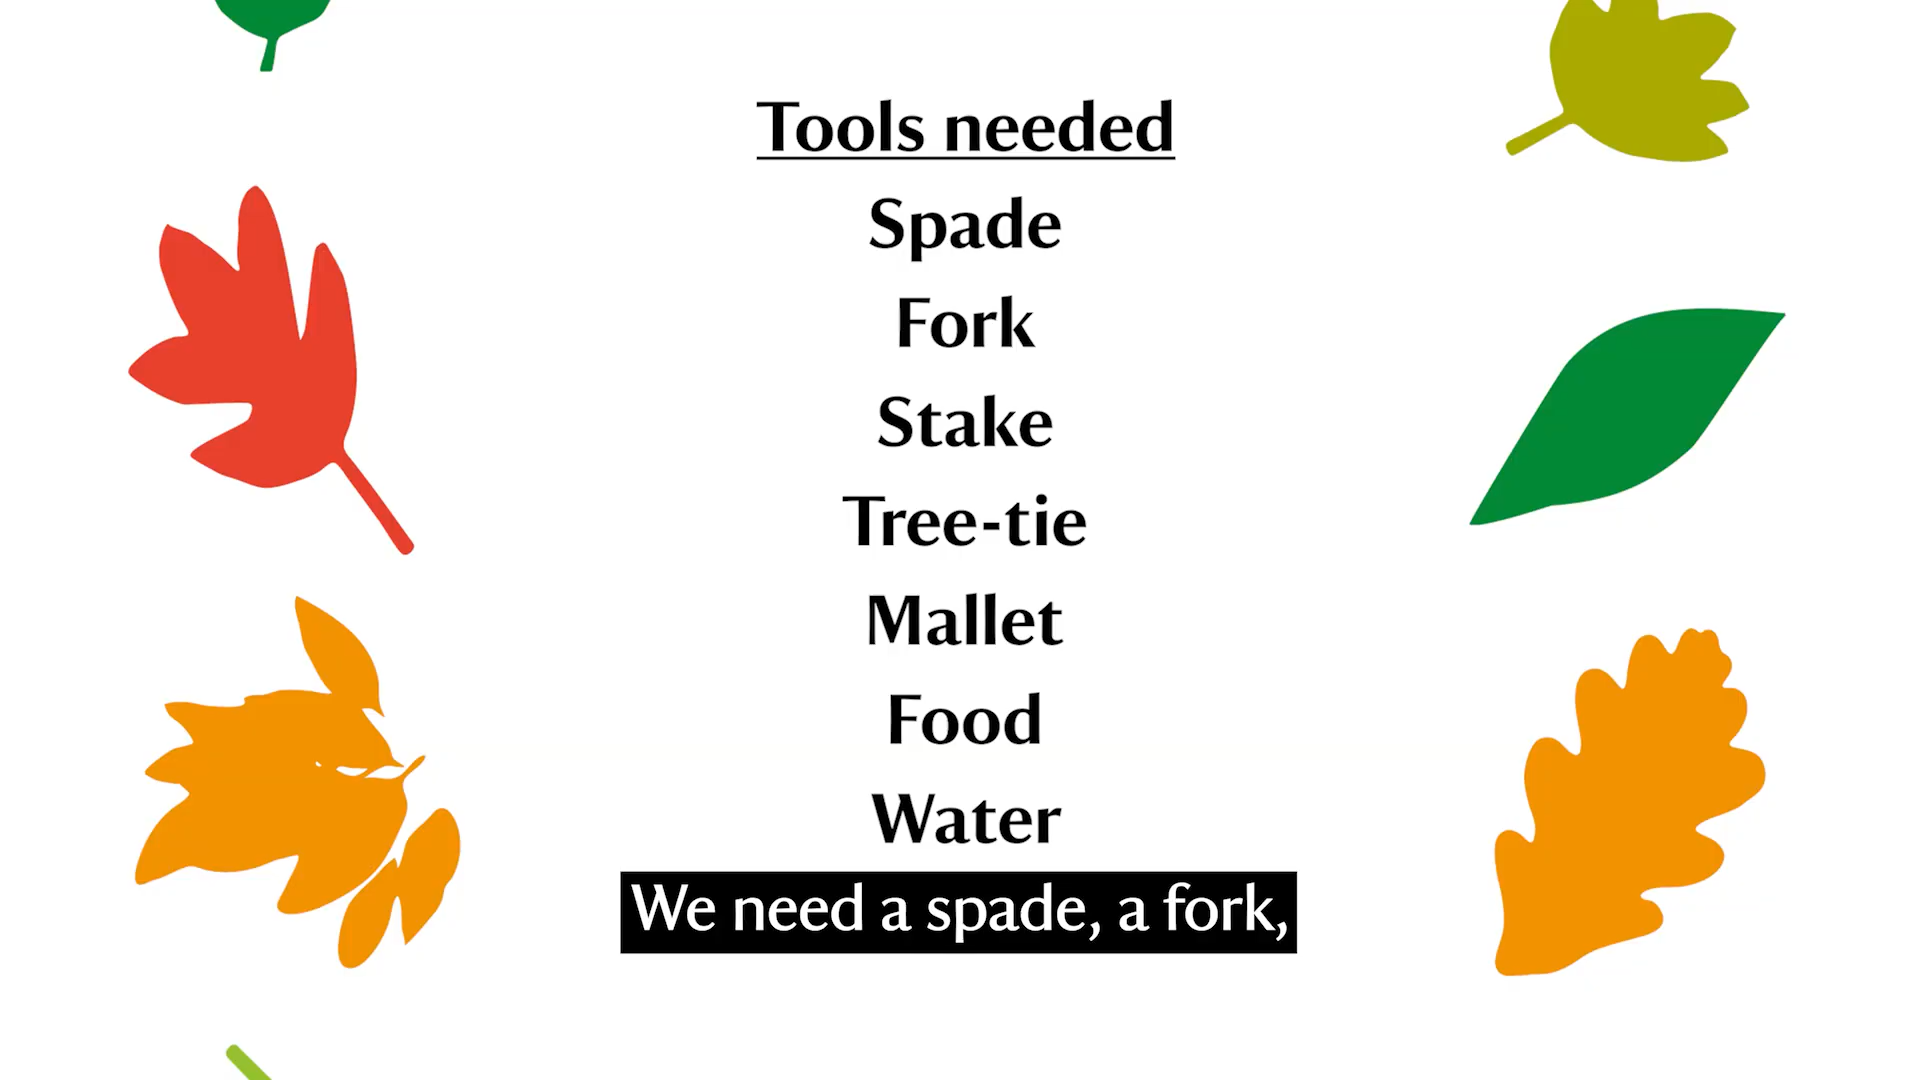 Tools needed
Spade
Fork
Stake
Tree-tie
Mallet
Food
Water
We need a spade, a fork,